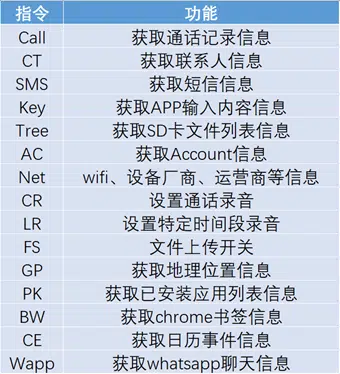 指令 功能
Call 获取通话记录信息
CT 获取联系人信息
SMS 获取短信信息
Key 获取APP输入内容信息
Tree 获取SD卡文件列表信息
AC 获取Account信息
Net wifi、设备厂商、运营商等信息
CR 设置通话录音
LR 设置特定时间段录音
FS 文件上传开关
GP 获取地理位置信息
PK 获取已安装应用列表信息
BW 获取chrome书签信息
CE 获取日历事件信息
Wapp 获取whatsapp聊天信息